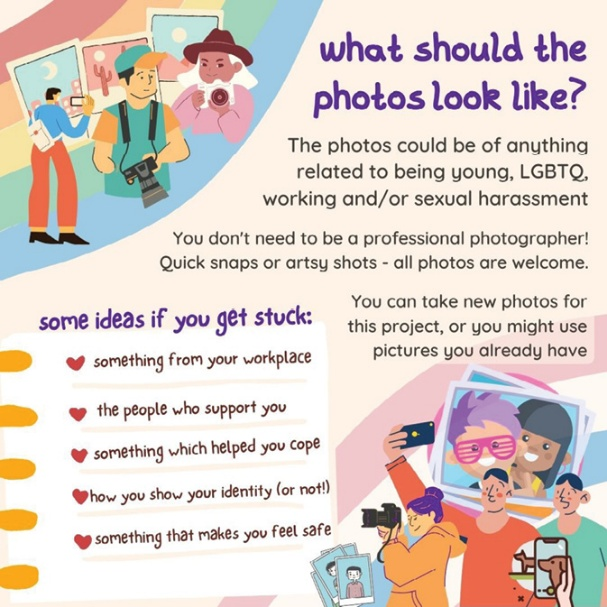 what should the
photos look like?
The photos could be of anything
related to being young, LGBTQ,
working and/or sexual harassment
You don't need to be a professional photographer!
Quick snaps or artsy shots - all photos are welcome.
You can take new photos for
this project, or you might use
pictures you already have
some ideas if you get stuck:
something from your workplace
the people who support you
something which helped you cope
how you show your identity (or not!)
something that makes you feel safe